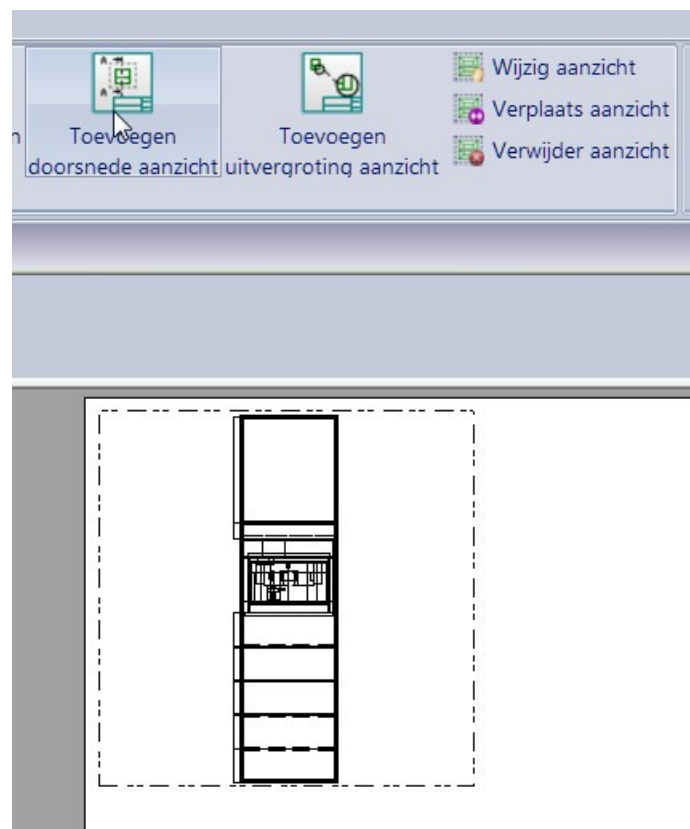 Toevoegen
doorsnede aanzicht
Toevoegen
uitvergroting aanzicht
Wijzig aanzicht
Verplaats aanzicht
Verwijder aanzicht